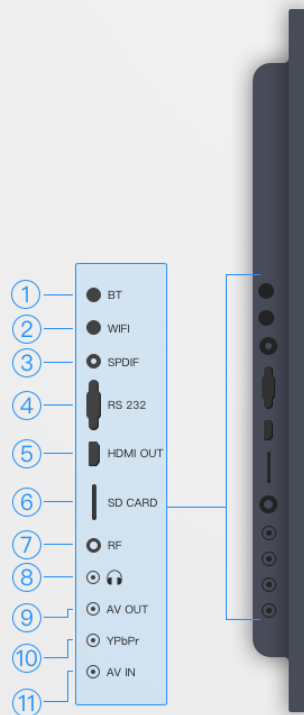 ① BT
② WIFI
③ SPDIF
④ RS 232
⑤ HDMI OUT
⑥ SD CARD
⑦ RF
⑧
⑨ AV OUT
⑩ YPbPr
⑪ AV IN